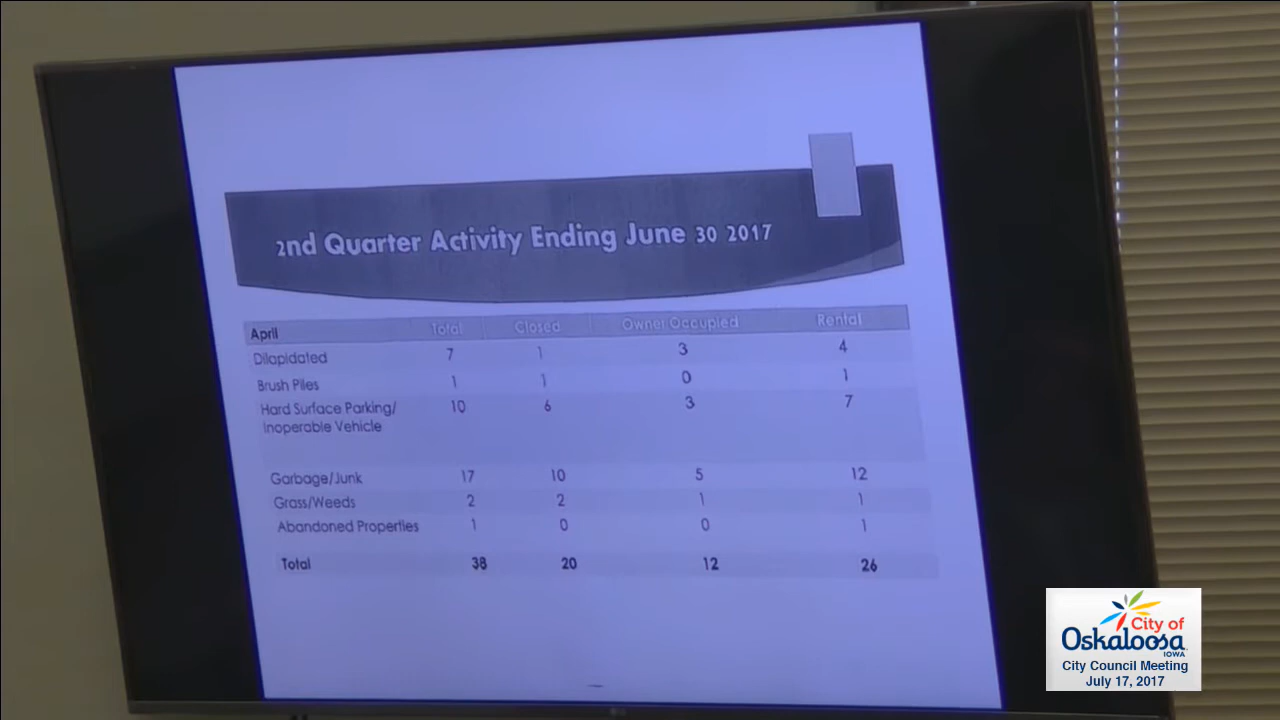 2nd Quarter Activity Ending June 30 2017
April Total Closed Owner Occupied Rental
Dilapidated 7 1 3 4
Brush Piles 1 1 0 1
Hard Surface Parking/ 10 6 3 7
Inoperable Vehicle
Garbage/Junk 17 10 5 12
Grass/Weeds 2 2 1 1
Abandoned Properties 1 0 0 1
Total 38 20 12 26
LG
City of
Oskaloosa
IOWA
City Council Meeting
July 17, 2017